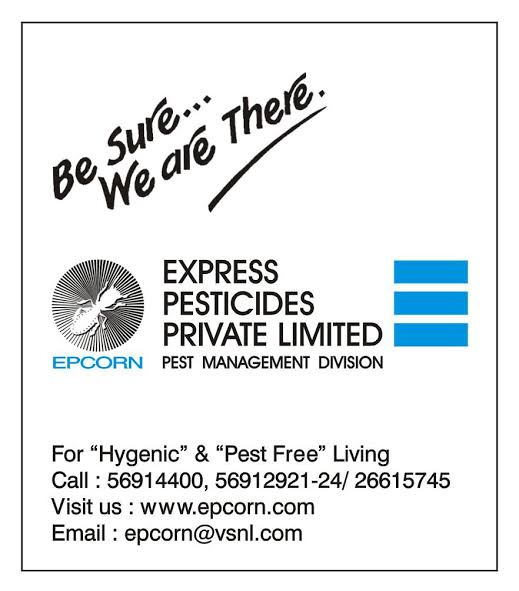 Be Sure...
We are There.
EXPRESS
PESTICIDES
PRIVATE LIMITED
EPCORN
PEST MANAGEMENT DIVISION
For “Hygenic” & “Pest Free” Living
Call : 56914400, 56912921-24/ 26615745
Visit us : www.epcorn.com
Email : epcorn@vsnl.com